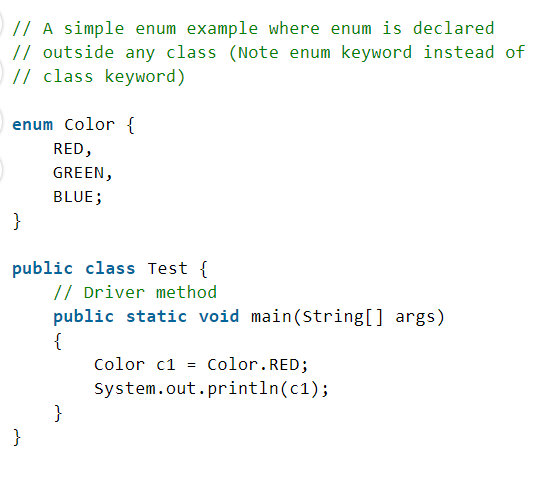 // A simple enum example where enum is declared
// outside any class (Note enum keyword instead of
// class keyword)
enum Color {
    RED,
    GREEN,
    BLUE;
}
public class Test {
    // Driver method
    public static void main(String[] args)
    {
        Color c1 = Color.RED;
        System.out.println(c1);
    }
}